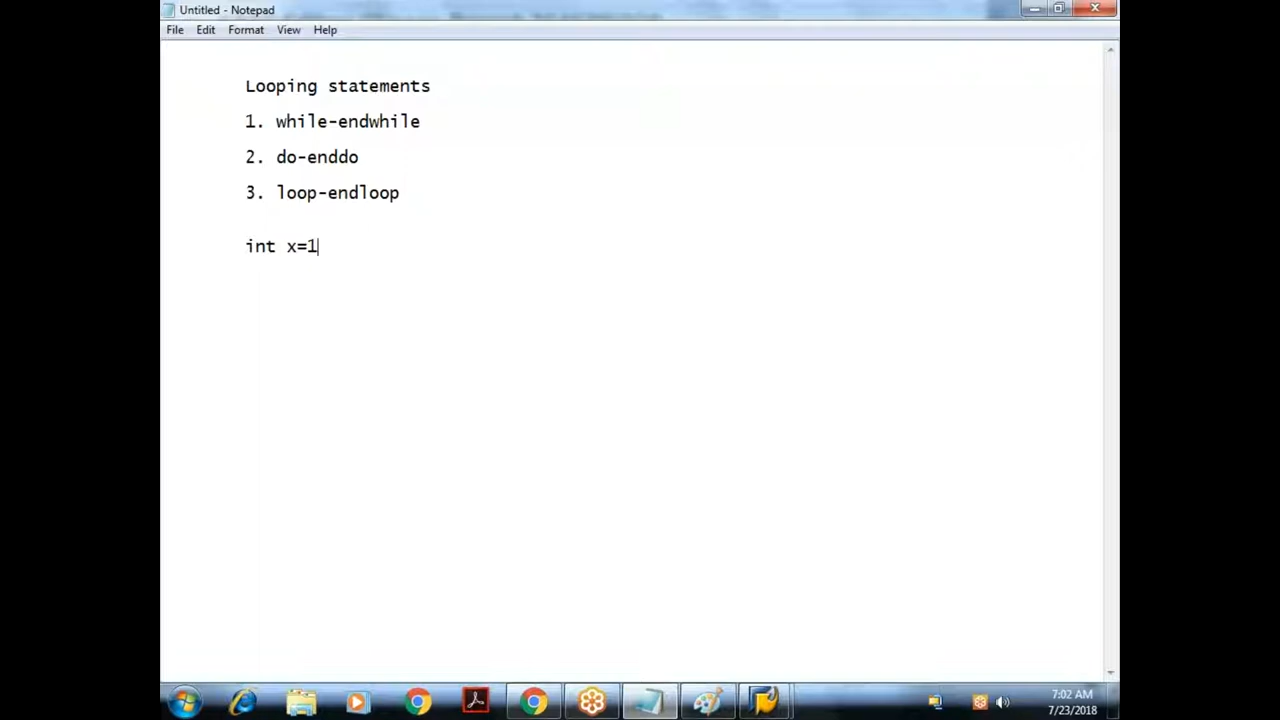 Untitled - Notepad
File Edit Format View Help
Looping statements
1. while-endwhile
2. do-enddo
3. loop-endloop
int x=1
7:02 AM
7/23/2018